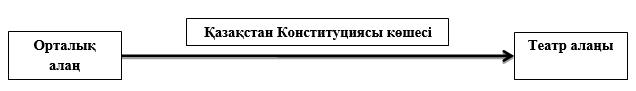 Қазақстан Конституциясы көшесі
Орталық
алаң
Театр алаңы